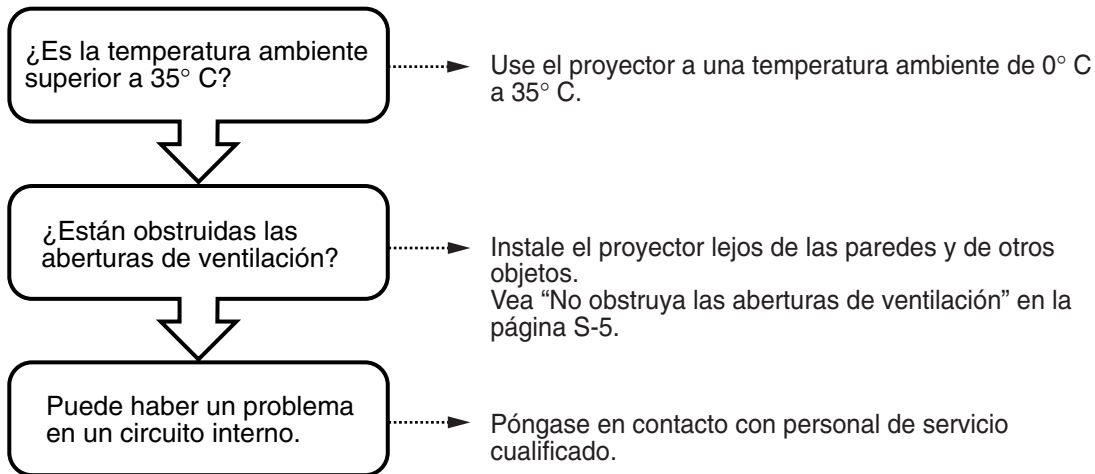 ¿Es la temperatura ambiente
superior a 35° C?
Use el proyector a una temperatura ambiente de 0° C
a 35° C.
¿Están obstruidas las
aberturas de ventilación?
Instale el proyector lejos de las paredes y de otros
objetos.
Vea “No obstruya las aberturas de ventilación” en la
página S-5.
Puede haber un problema
en un circuito interno.
Póngase en contacto con personal de servicio
cualificado.